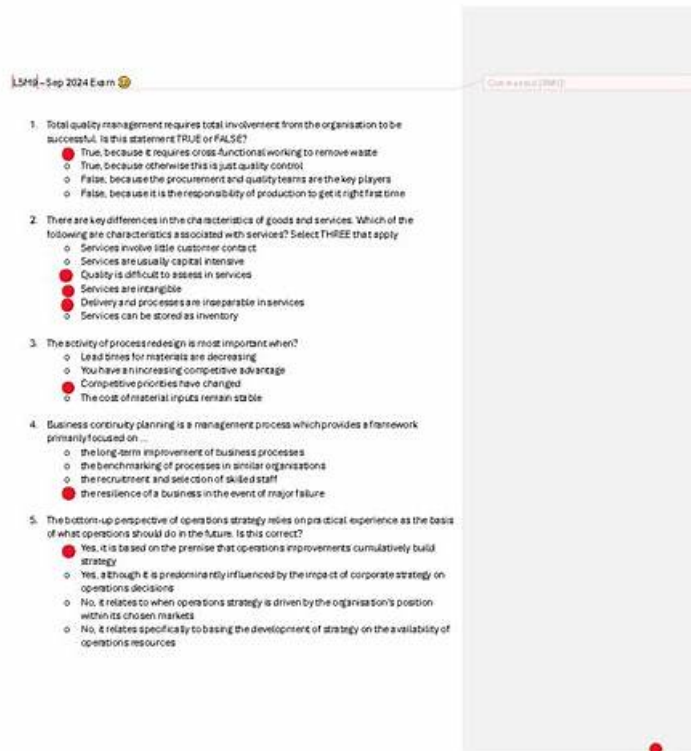 L5M9 – Sep 2024 Exam
1. Total quality management requires total involvement from the organisation to be
successful. Is this statement TRUE or FALSE?
True, because it requires cross-functional working to remove waste
o True, because otherwise this is just quality control
o False, because the procurement and quality teams are the key players
o False, because it is the responsibility of production to get it right first time
2. There are key differences in the characteristics of goods and services. Which of the
following are characteristics associated with services? Select THREE that apply
o Services involve little customer contact
o Services are usually capital intensive
Quality is difficult to assess in services
Services are intangible
Delivery and processes are inseparable in services
o Services can be stored as inventory
3. The activity of process redesign is most important when?
o Lead times for materials are decreasing
o You have an increasing competitive advantage
Competitive priorities have changed
o The cost of material inputs remain stable
4. Business continuity planning is a management process which provides a framework
primarily focused on ...
o the long-term improvement of business processes
o the benchmarking of processes in similar organisations
o the recruitment and selection of skilled staff
the resilience of a business in the event of major failure
5. The bottom-up perspective of operations strategy relies on practical experience as the basis
of what operations should do in the future. Is this correct?
Yes, it is based on the premise that operations improvements cumulatively build
strategy
o Yes, although it is predominantly influenced by the impact of corporate strategy on
operations decisions
o No, it relates to when operations strategy is driven by the organisation's position
within its chosen markets
o No, it relates specifically to basing the development of strategy on the availability of
operations resources